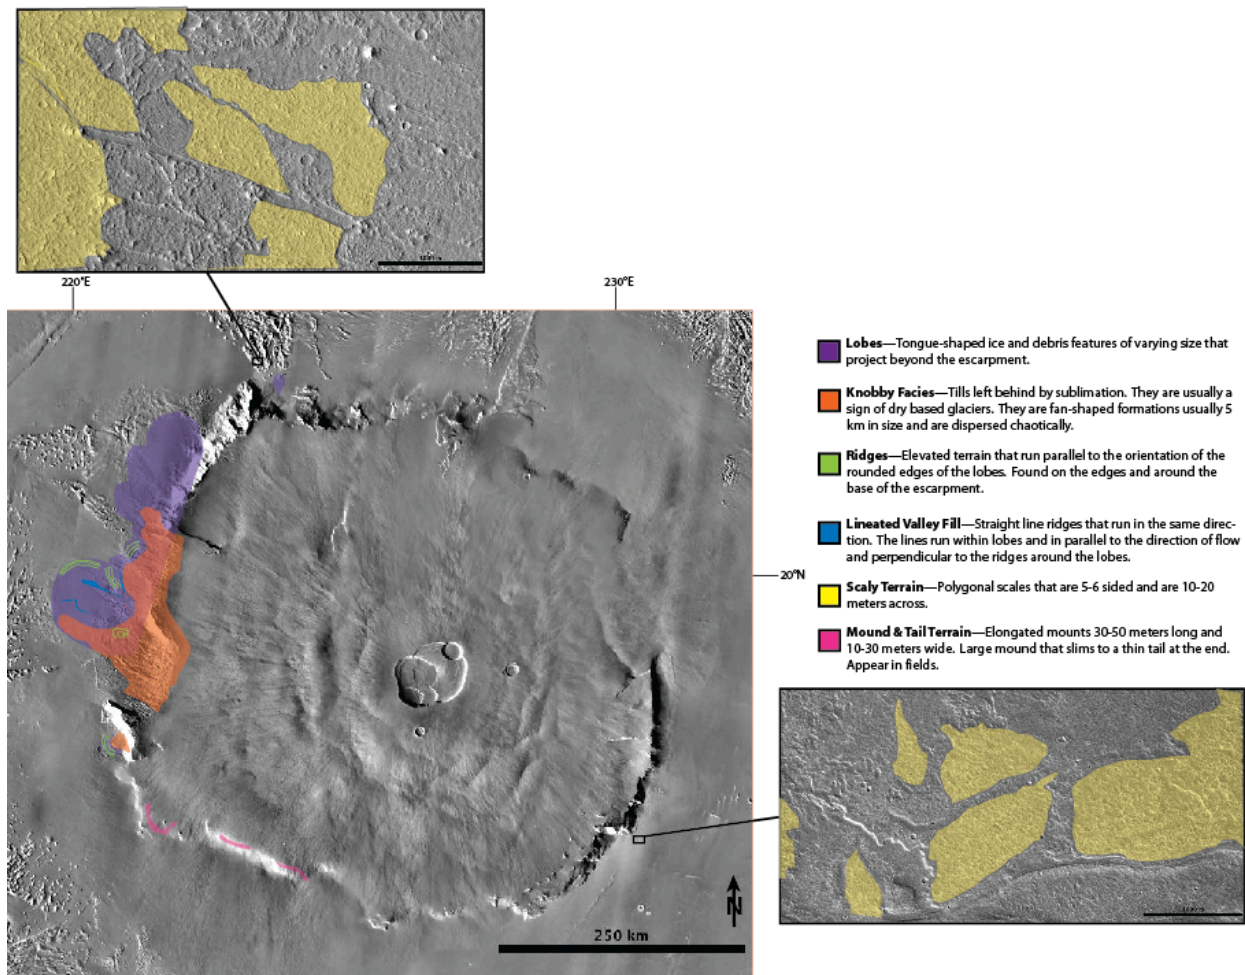 220°E
230°E
Lobes—Tongue-shaped ice and debris features of varying size that
project beyond the escarpment.
Knobby Facies—Tills left behind by sublimation. They are usually a
sign of dry based glaciers. They are fan-shaped formations usually 5
km in size and are dispersed chaotically.
Ridges—Elevated terrain that run parallel to the orientation of the
rounded edges of the lobes. Found on the edges and around the
base of the escarpment.
Lineated Valley Fill—Straight line ridges that run in the same direc-
tion. The lines run within lobes and in parallel to the direction of flow
and perpendicular to the ridges around the lobes.
20°N
Scaly Terrain—Polygonal scales that are 5-6 sided and are 10-20
meters across.
Mound & Tail Terrain—Elongated mounts 30-50 meters long and
10-30 meters wide. Large mound that slims to a thin tail at the end.
Appear in fields.
N
250 km